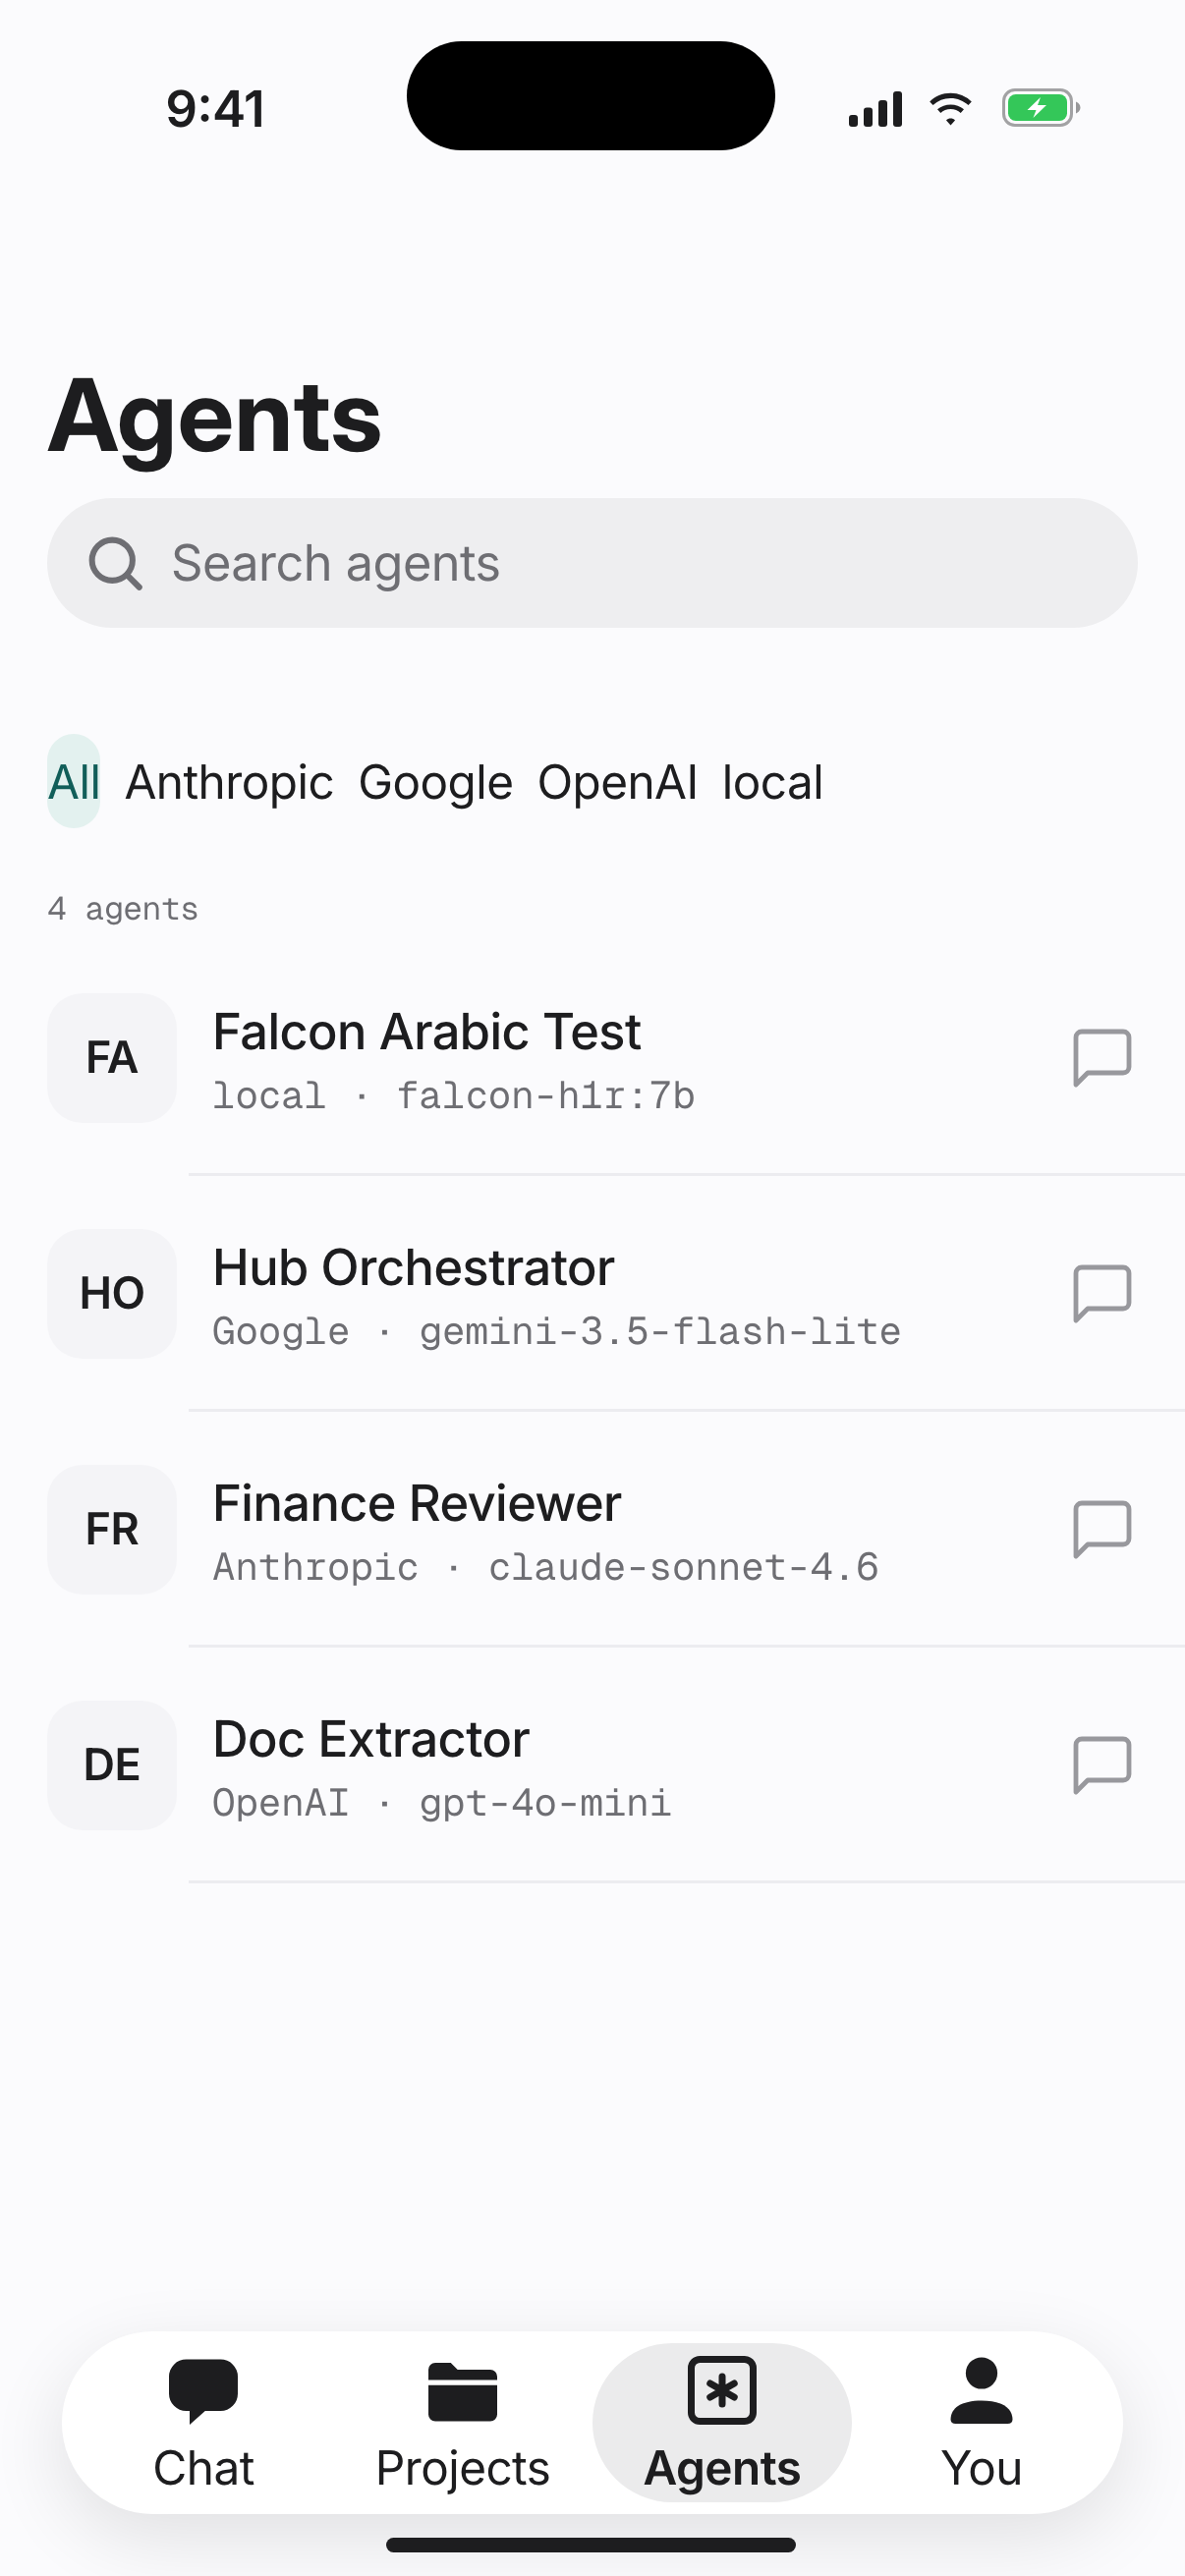 9:41
Agents
Search agents
All Anthropic Google OpenAI local
4 agents
FA
Falcon Arabic Test
local · falcon-h1r:7b
HO
Hub Orchestrator
Google · gemini-3.5-flash-lite
FR
Finance Reviewer
Anthropic · claude-sonnet-4.6
DE
Doc Extractor
OpenAI · gpt-4o-mini
Chat Projects Agents You